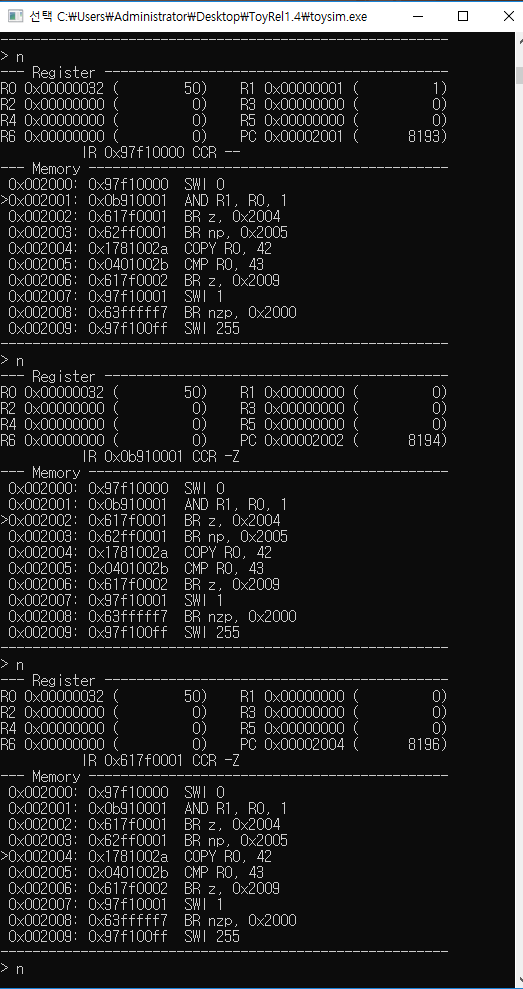 선택 C:\Users\Administrator\Desktop\ToyRel1.4\toysim.exe
--------------------------------------------------------
> n
--- Register -------------------------------------------
R0 0x00000032 (        50)    R1 0x00000001 (         1)
R2 0x00000000 (         0)    R3 0x00000000 (         0)
R4 0x00000000 (         0)    R5 0x00000000 (         0)
R6 0x00000000 (         0)    PC 0x00002001 (      8193)
          IR 0x97f10000 CCR --
--- Memory ---------------------------------------------
 0x002000: 0x97f10000  SWI 0
>0x002001: 0x0b910001  AND R1, R0, 1
 0x002002: 0x617f0001  BR z, 0x2004
 0x002003: 0x62ff0001  BR np, 0x2005
 0x002004: 0x1781002a  COPY R0, 42
 0x002005: 0x0401002b  CMP R0, 43
 0x002006: 0x617f0002  BR z, 0x2009
 0x002007: 0x97f10001  SWI 1
 0x002008: 0x63fffff7  BR nzp, 0x2000
 0x002009: 0x97f100ff  SWI 255
--------------------------------------------------------
> n
--- Register -------------------------------------------
R0 0x00000032 (        50)    R1 0x00000000 (         0)
R2 0x00000000 (         0)    R3 0x00000000 (         0)
R4 0x00000000 (         0)    R5 0x00000000 (         0)
R6 0x00000000 (         0)    PC 0x00002002 (      8194)
          IR 0x0b910001 CCR -Z
--- Memory ---------------------------------------------
 0x002000: 0x97f10000  SWI 0
 0x002001: 0x0b910001  AND R1, R0, 1
>0x002002: 0x617f0001  BR z, 0x2004
 0x002003: 0x62ff0001  BR np, 0x2005
 0x002004: 0x1781002a  COPY R0, 42
 0x002005: 0x0401002b  CMP R0, 43
 0x002006: 0x617f0002  BR z, 0x2009
 0x002007: 0x97f10001  SWI 1
 0x002008: 0x63fffff7  BR nzp, 0x2000
 0x002009: 0x97f100ff  SWI 255
--------------------------------------------------------
> n
--- Register -------------------------------------------
R0 0x00000032 (        50)    R1 0x00000000 (         0)
R2 0x00000000 (         0)    R3 0x00000000 (         0)
R4 0x00000000 (         0)    R5 0x00000000 (         0)
R6 0x00000000 (         0)    PC 0x00002004 (      8196)
          IR 0x617f0001 CCR -Z
--- Memory ---------------------------------------------
 0x002000: 0x97f10000  SWI 0
 0x002001: 0x0b910001  AND R1, R0, 1
 0x002002: 0x617f0001  BR z, 0x2004
 0x002003: 0x62ff0001  BR np, 0x2005
>0x002004: 0x1781002a  COPY R0, 42
 0x002005: 0x0401002b  CMP R0, 43
 0x002006: 0x617f0002  BR z, 0x2009
 0x002007: 0x97f10001  SWI 1
 0x002008: 0x63fffff7  BR nzp, 0x2000
 0x002009: 0x97f100ff  SWI 255
--------------------------------------------------------
> n